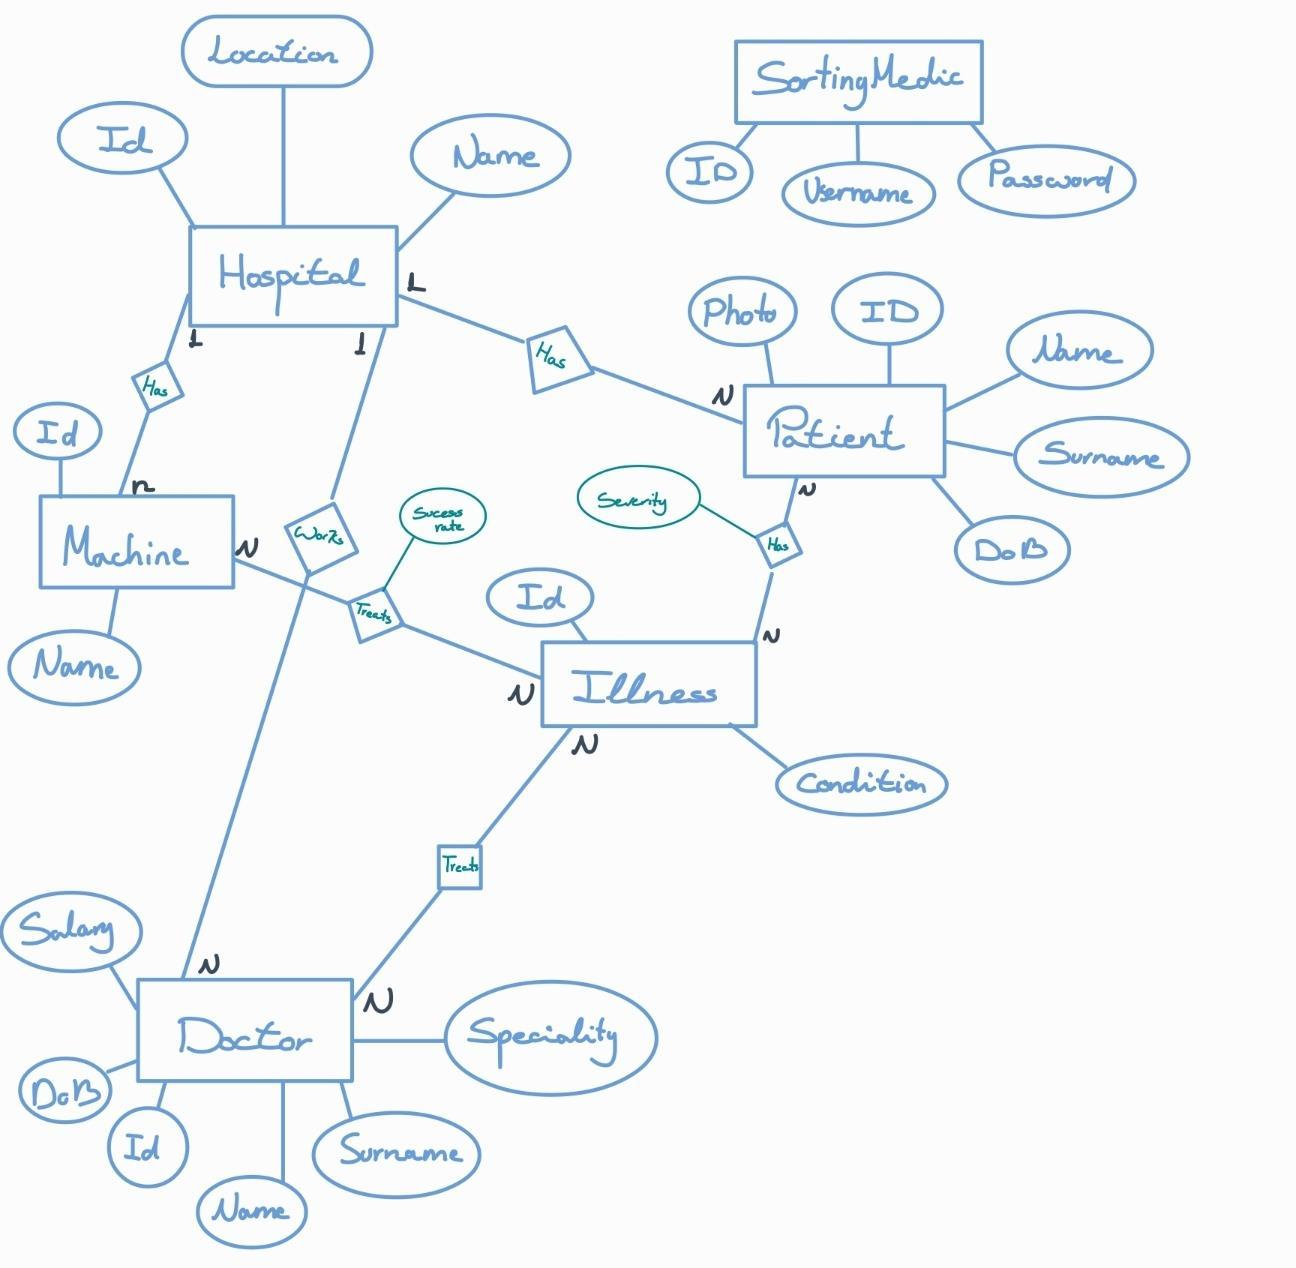 Location
Id
Name
Hospital
1
1
1
SortingMedic
ID
Username
Password
Has
Has
Photo
ID
Name
Patient
Surname
DoB
N
N
Id
n
Machine
N
Name
Works
Sucess
rate
Treats
Severity
Has
N
Id
Illness
N
N
Condition
Treats
Salary
N
N
Doctor
Speciality
DoB
Id
Name
Surname